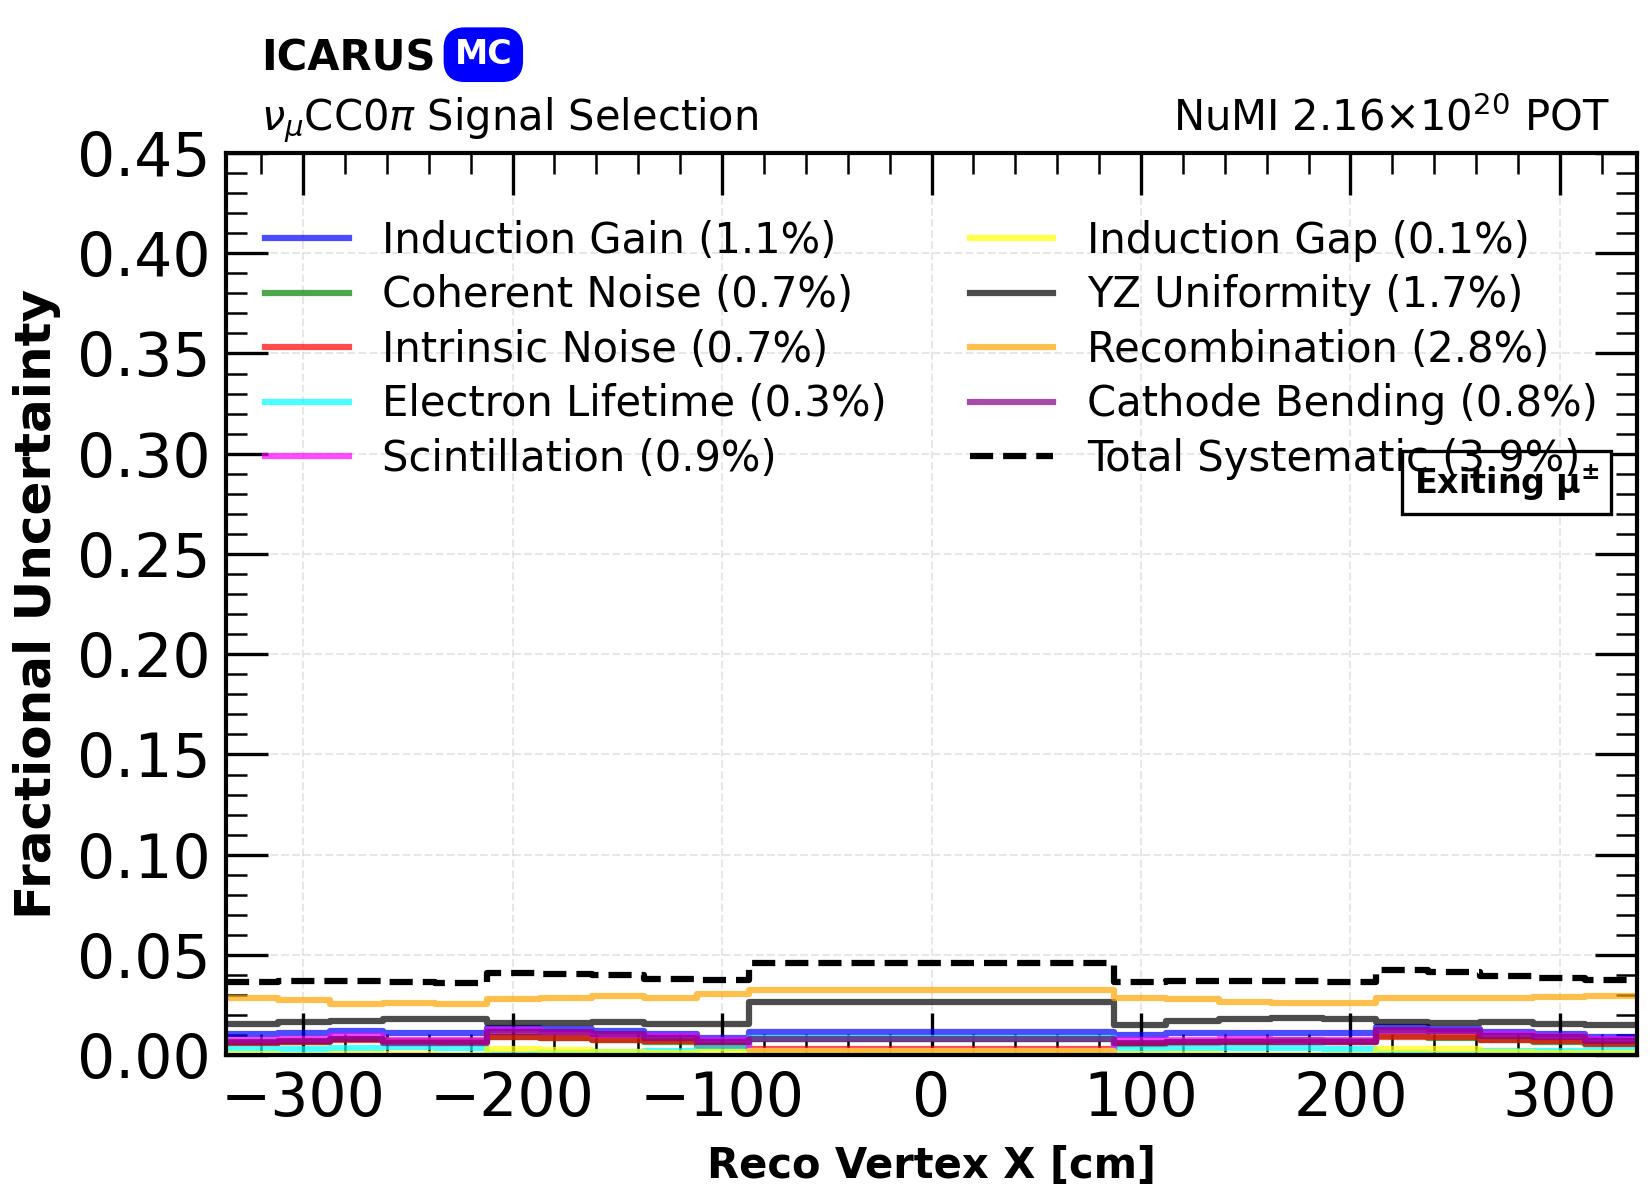 ICARUS MC
νμCC0π Signal Selection
NuMI 2.16×10²⁰ POT
Fractional Uncertainty
0.45
0.40
0.35
0.30
0.25
0.20
0.15
0.10
0.05
0.00
Induction Gain (1.1%)
Coherent Noise (0.7%)
Intrinsic Noise (0.7%)
Electron Lifetime (0.3%)
Scintillation (0.9%)
Induction Gap (0.1%)
YZ Uniformity (1.7%)
Recombination (2.8%)
Cathode Bending (0.8%)
Total Systematic (3.9%)
Exiting μ±
−300 −200 −100 0 100 200 300
Reco Vertex X [cm]